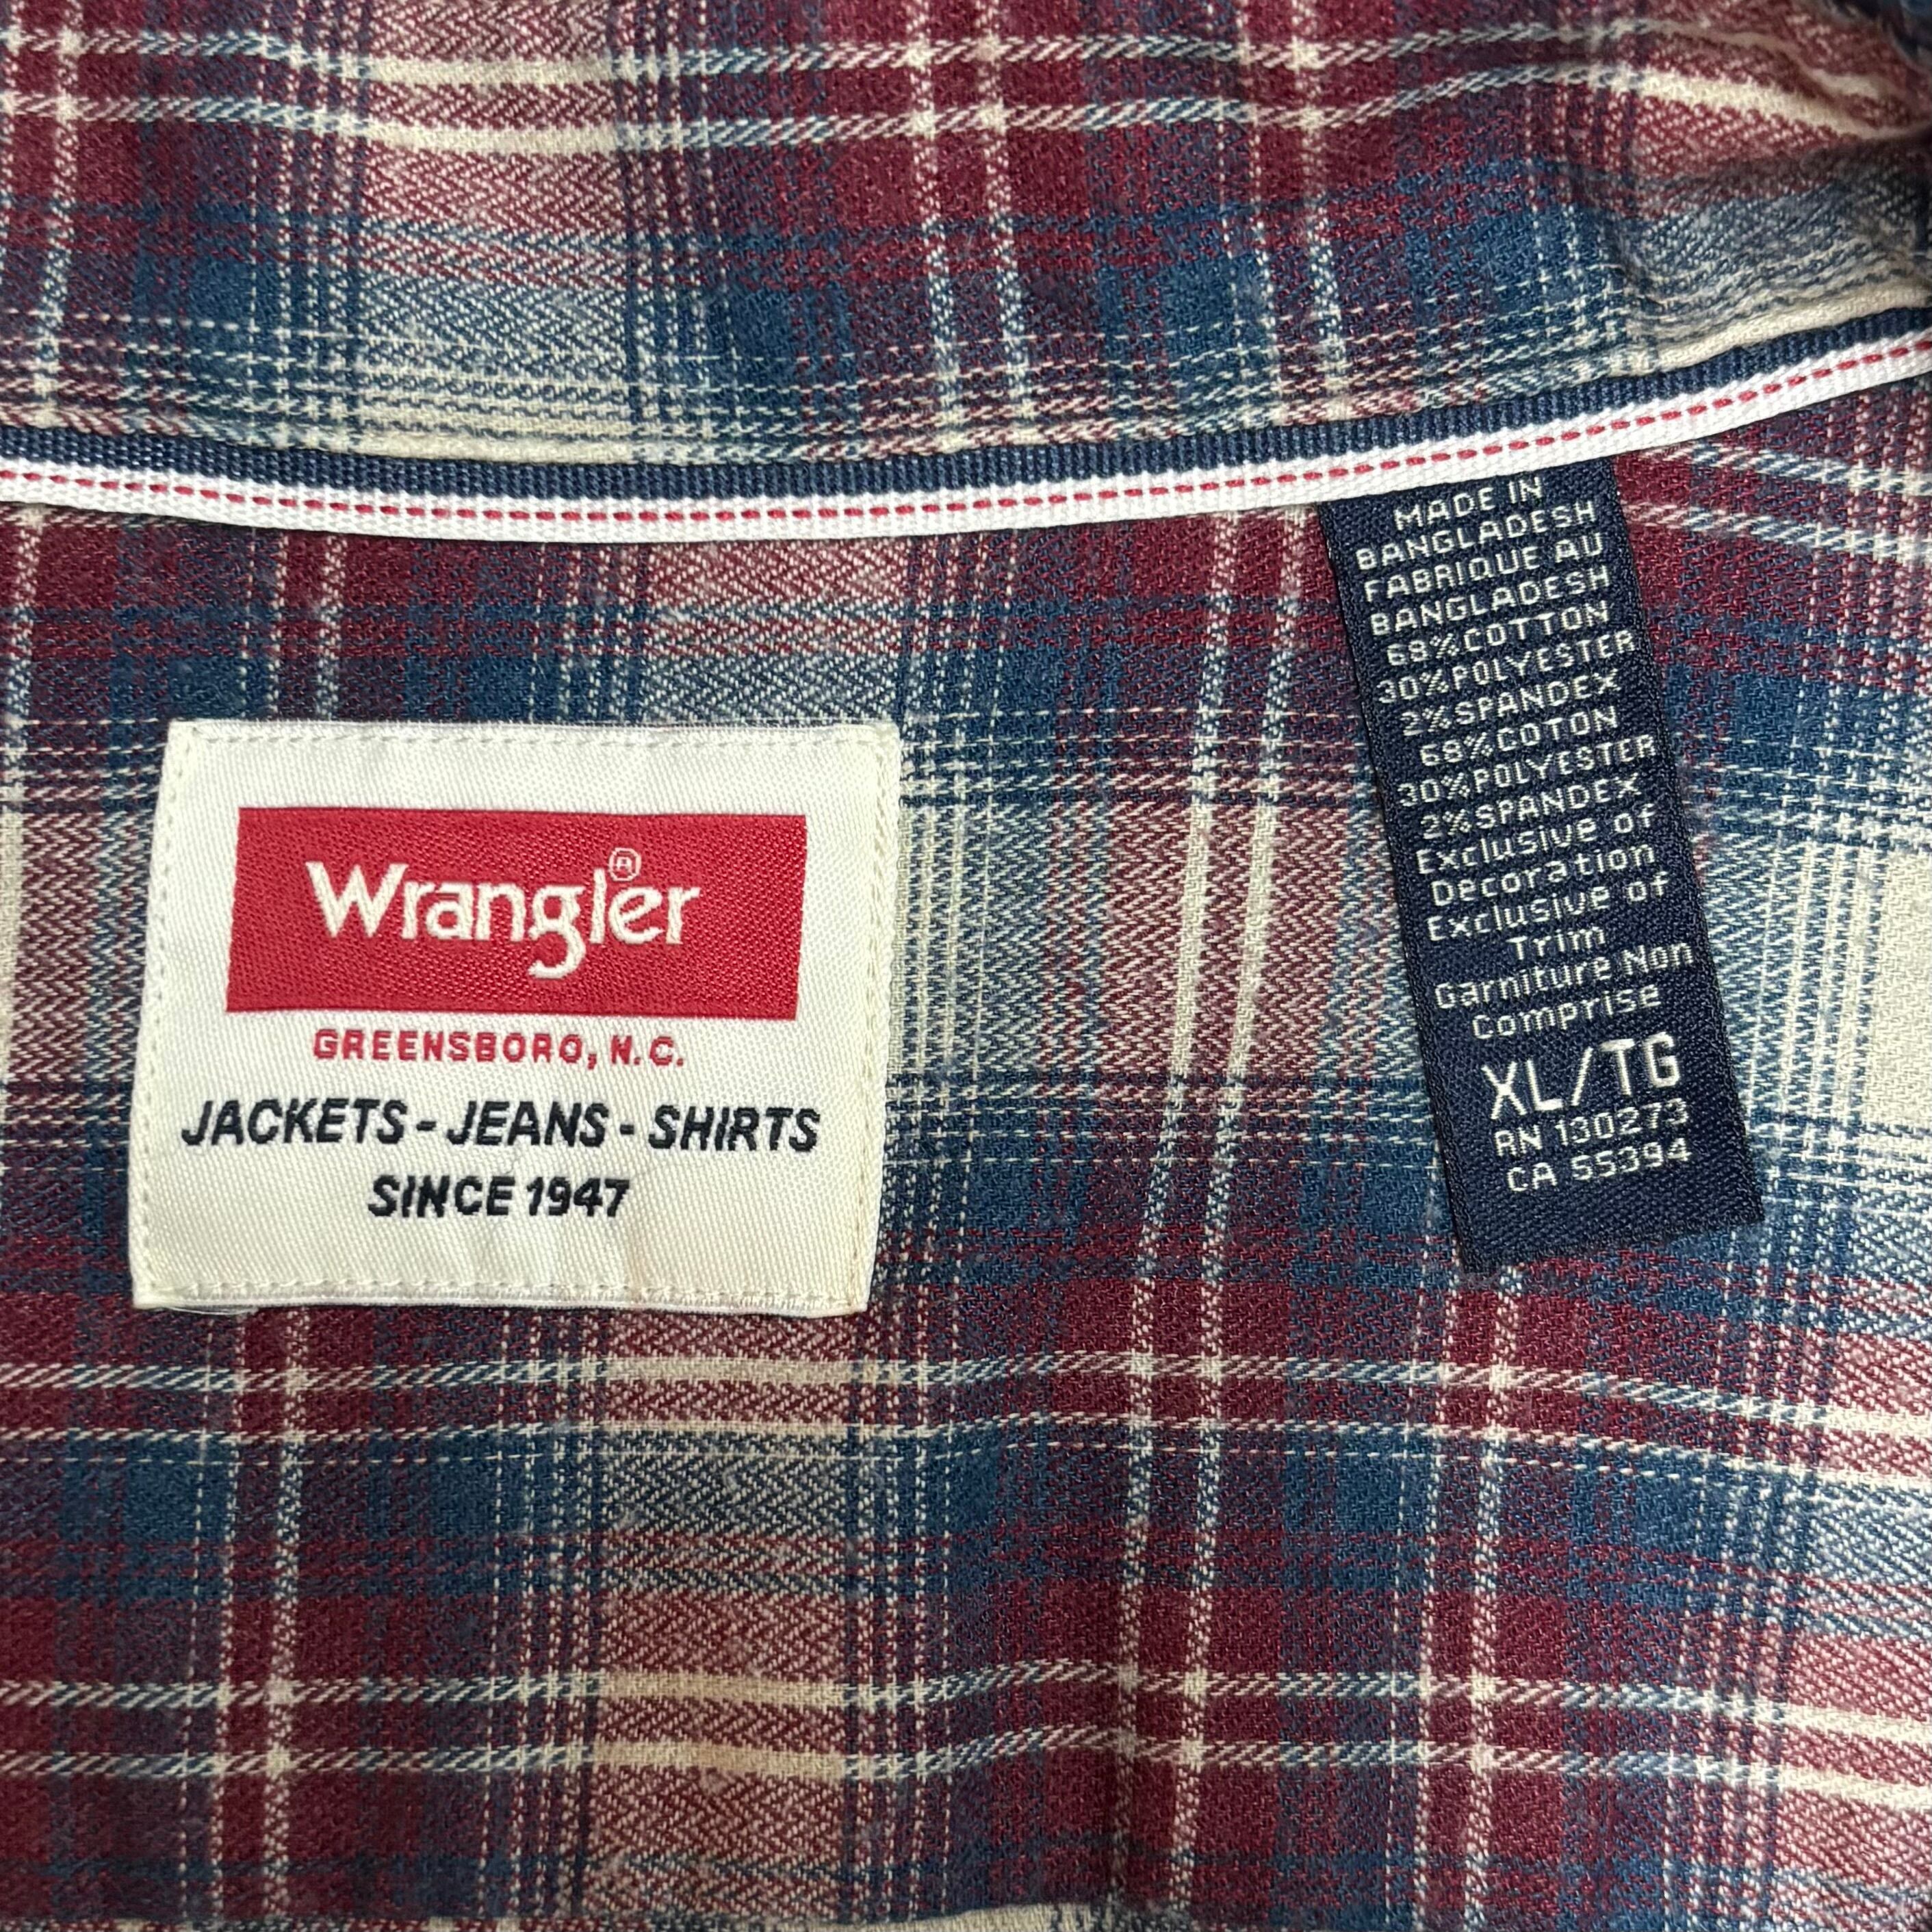 Wrangler®
GREENSBORO, N.C.
JACKETS - JEANS - SHIRTS
SINCE 1947
MADE IN
BANGLADESH
FABRIQUE AU
BANGLADESH
68%COTTON
30%POLYESTER
2%SPANDEX
68%COTON
30%POLYESTER
2%SPANDEX
Exclusive of
Decoration
Exclusive of
Trim
Garniture Non
Comprise
XL/TG
RN 130273
CA 55394